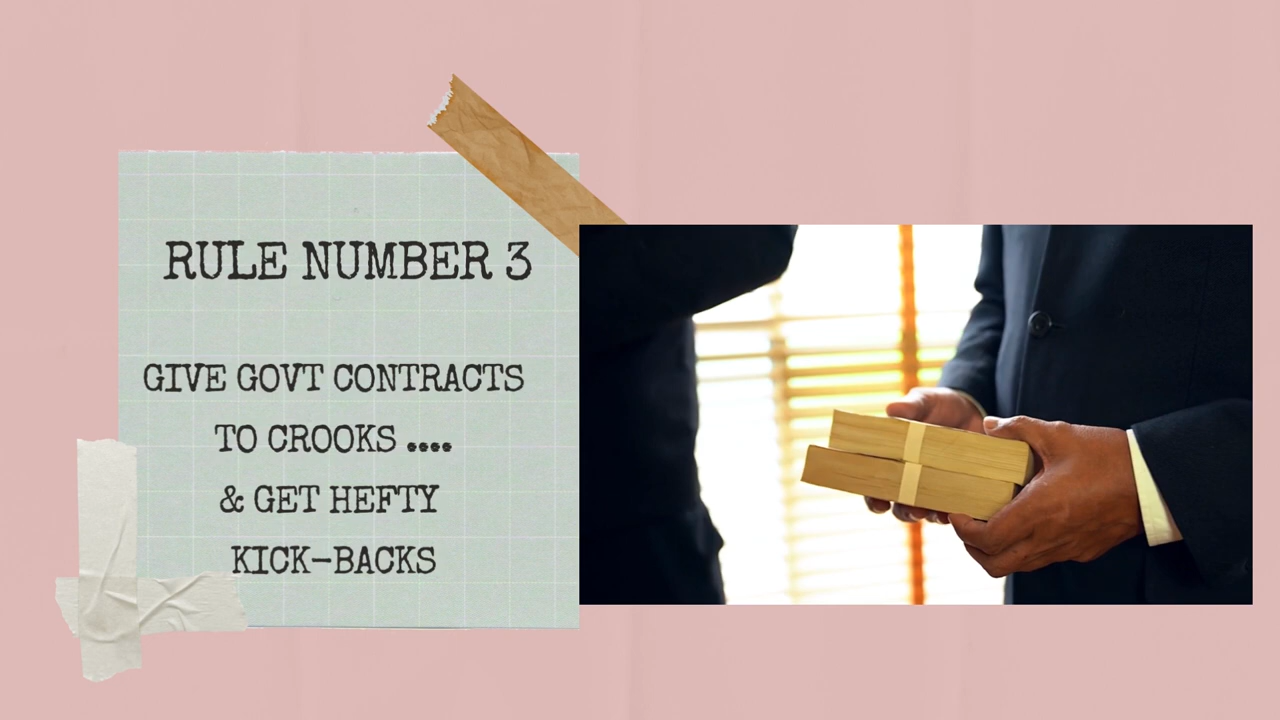 RULE NUMBER 3
GIVE GOVT CONTRACTS
TO CROOKS ....
& GET HEFTY
KICK-BACKS